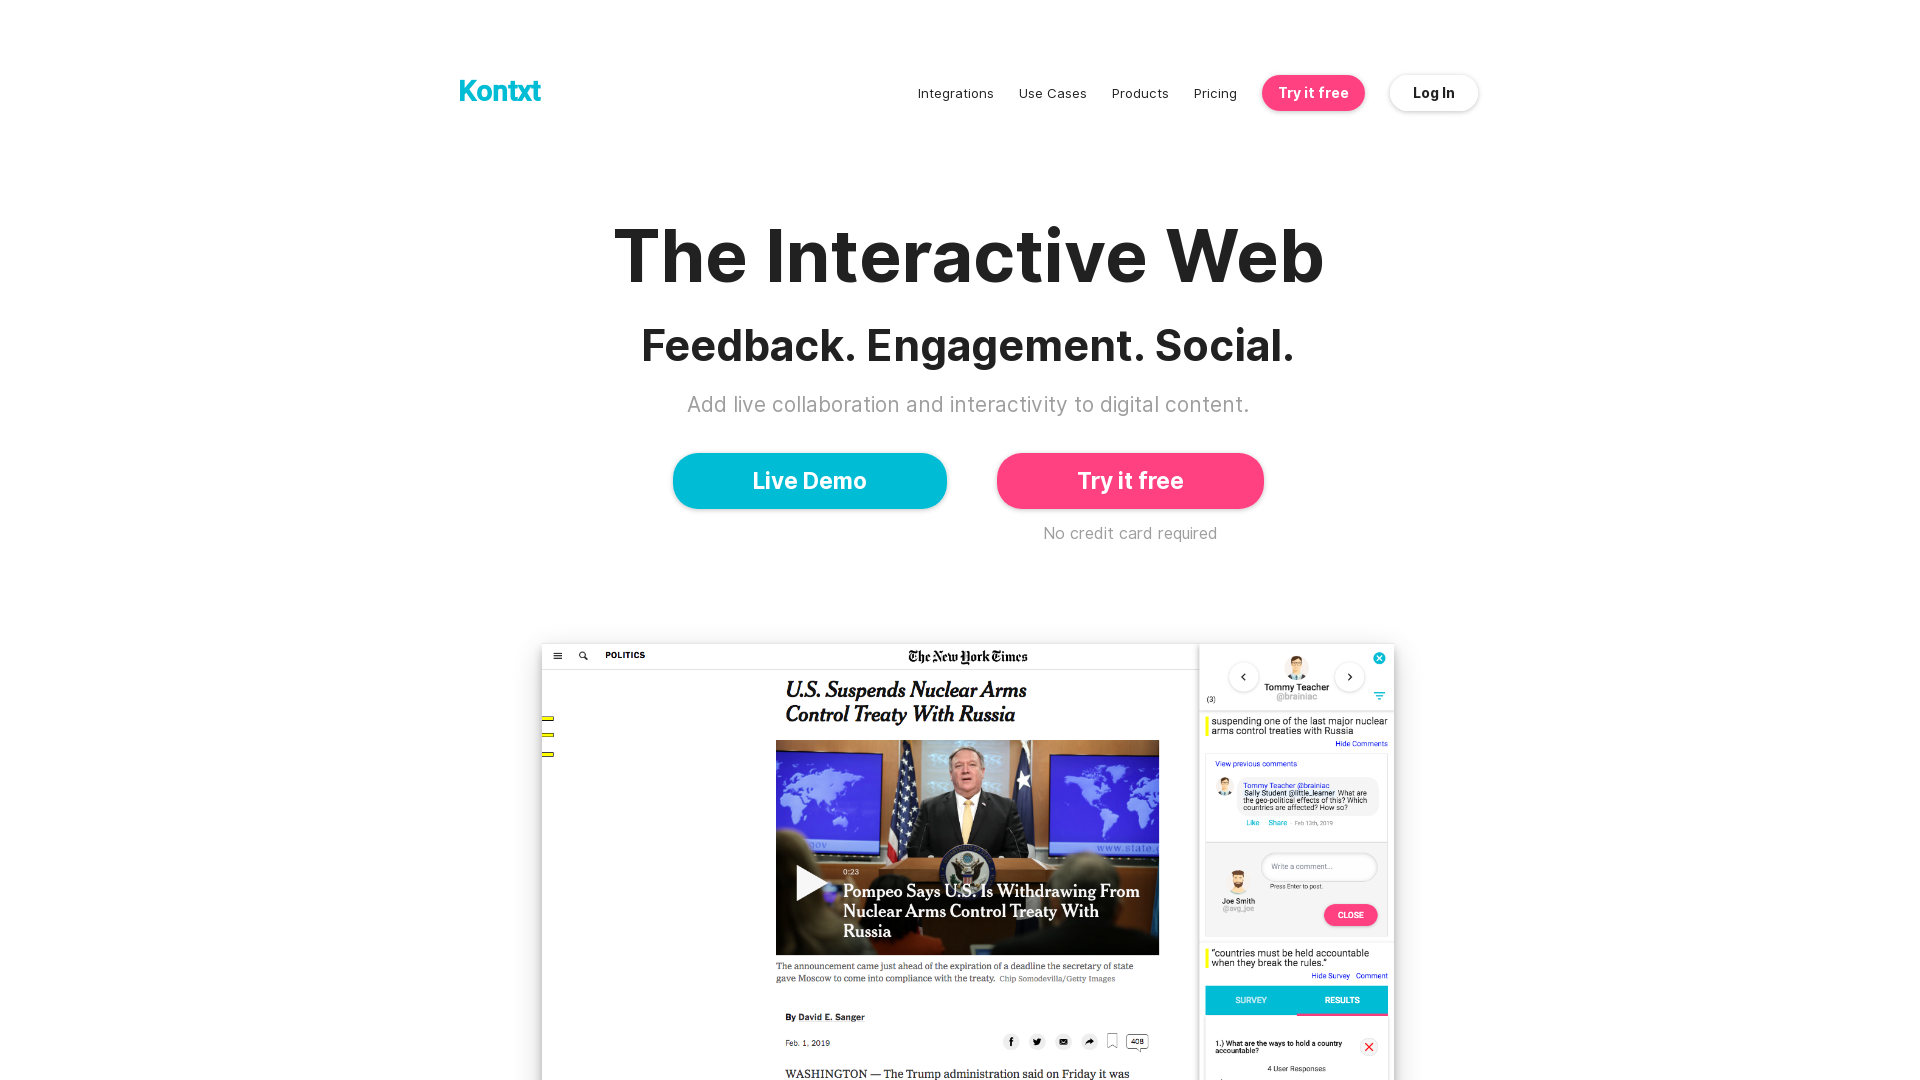 Kontxt
Integrations
Use Cases
Products
Pricing
Try it free
Log In
The Interactive Web
Feedback. Engagement. Social.
Add live collaboration and interactivity to digital content.
Live Demo
Try it free
No credit card required
POLITICS
The New York Times
U.S. Suspends Nuclear Arms
Control Treaty With Russia
.gov
www.state.g
0:23
Pompeo Says U.S. Is Withdrawing From
Nuclear Arms Control Treaty With
Russia
The announcement came just ahead of the expiration of a deadline the secretary of state
gave Moscow to come into compliance with the treaty. Chip Somodevilla/Getty Images
By David E. Sanger
Feb. 1, 2019
408
WASHINGTON — The Trump administration said on Friday it was
Tommy Teacher
@brainiac
(3)
suspending one of the last major nuclear
arms control treaties with Russia
Hide Comments
View previous comments
Tommy Teacher @brainiac
Sally Student @little_learner What are
the geo-political effects of this? Which
countries are affected? How so?
Like Share · Feb 13th, 2019
Write a comment...
Press Enter to post.
Joe Smith
@avg_joe
CLOSE
"countries must be held accountable
when they break the rules."
Hide Survey Comment
SURVEY
RESULTS
1.) What are the ways to hold a country
accountable?
4 User Responses